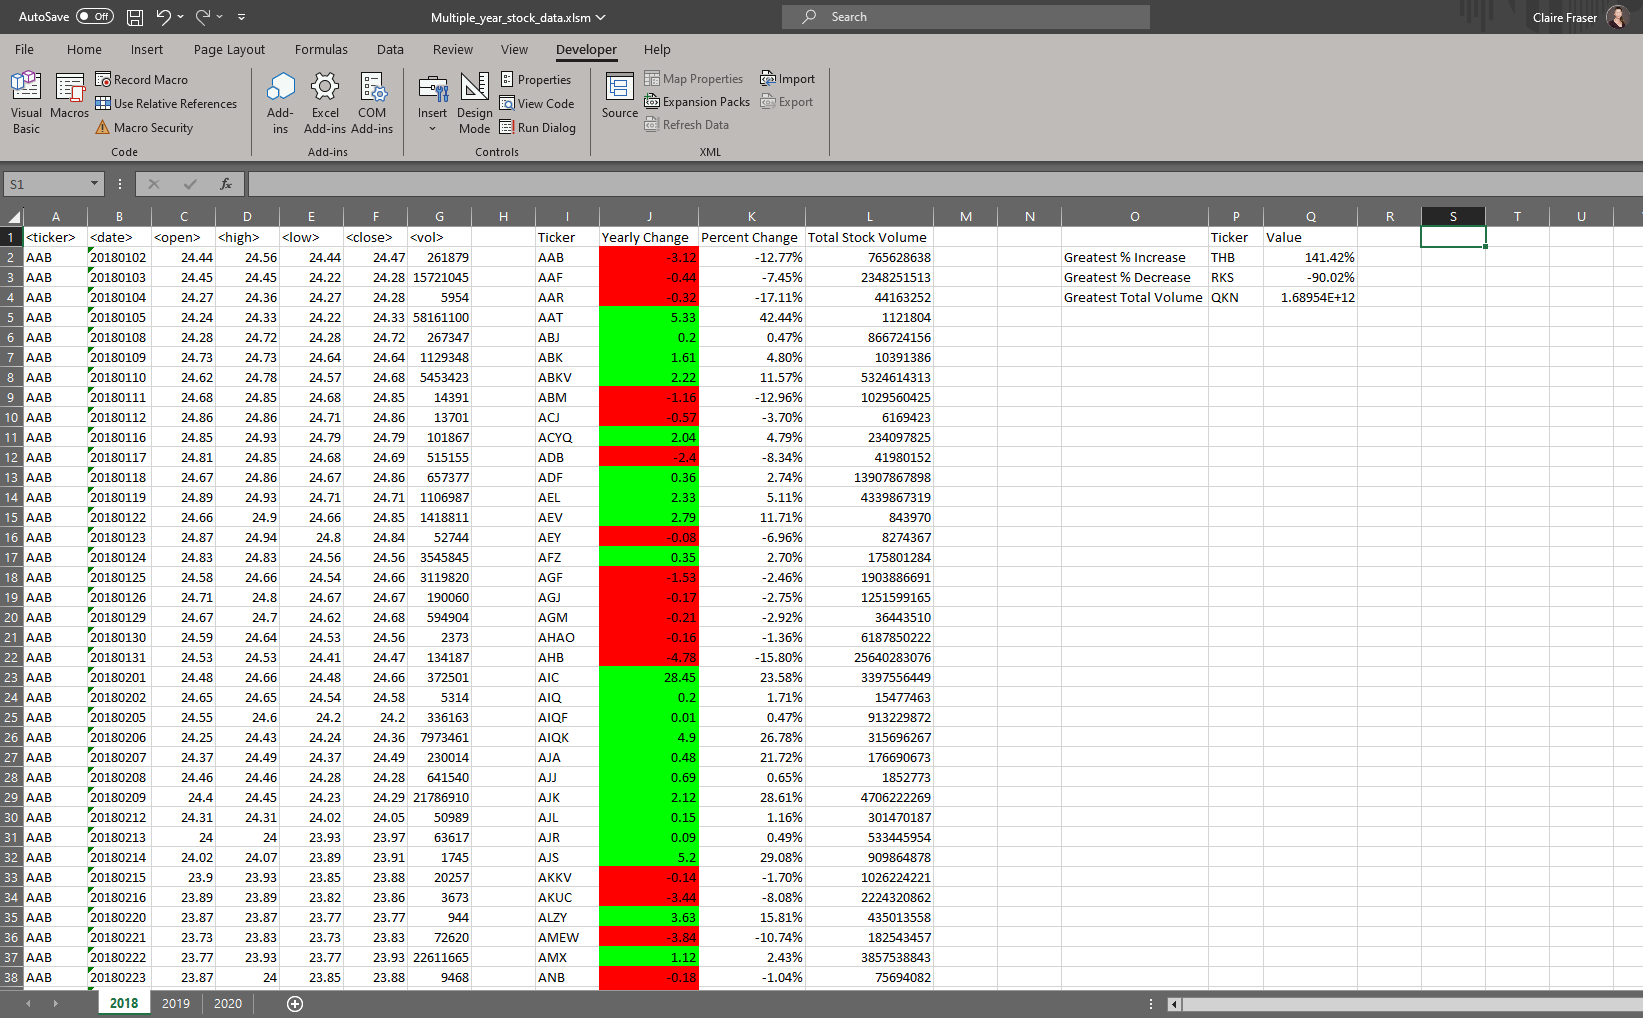 AutoSave Off Multiple_year_stock_data.xlsm Search Claire Fraser
File Home Insert Page Layout Formulas Data Review View Developer Help
Visual Basic
Macros
Record Macro
Use Relative References
Macro Security
Code
Add-ins
Excel Add-ins
COM Add-ins
Add-ins
Insert
Design Mode
Properties
View Code
Run Dialog
Controls
Source
Map Properties
Expansion Packs
Refresh Data
Import
Export
XML
S1 fx
A B C D E F G H I J K L M N O P Q R S T U
1 <ticker> <date> <open> <high> <low> <close> <vol> Ticker Yearly Change Percent Change Total Stock Volume Ticker Value
2 AAB 20180102 24.44 24.56 24.44 24.47 261879 AAB -3.12 -12.77% 765628638 Greatest % Increase THB 141.42%
3 AAB 20180103 24.45 24.45 24.22 24.28 15721045 AAF -0.44 -7.45% 2348251513 Greatest % Decrease RKS -90.02%
4 AAB 20180104 24.27 24.36 24.27 24.28 5954 AAR -0.32 -17.11% 44163252 Greatest Total Volume QKN 1.68954E+12
5 AAB 20180105 24.24 24.33 24.22 24.33 58161100 AAT 5.33 42.44% 1121804
6 AAB 20180108 24.28 24.72 24.28 24.72 267347 ABJ 0.2 0.47% 866724156
7 AAB 20180109 24.73 24.73 24.64 24.64 1129348 ABK 1.61 4.80% 10391386
8 AAB 20180110 24.62 24.78 24.57 24.68 5453423 ABKV 2.22 11.57% 5324614313
9 AAB 20180111 24.68 24.85 24.68 24.85 14391 ABM -1.16 -12.96% 1029560425
10 AAB 20180112 24.86 24.86 24.71 24.86 13701 ACJ -0.57 -3.70% 6169423
11 AAB 20180116 24.85 24.93 24.79 24.79 101867 ACYQ 2.04 4.79% 234097825
12 AAB 20180117 24.81 24.85 24.68 24.69 515155 ADB -2.4 -8.34% 41980152
13 AAB 20180118 24.67 24.86 24.67 24.86 657377 ADF 0.36 2.74% 13907867898
14 AAB 20180119 24.89 24.93 24.71 24.71 1106987 AEL 2.33 5.11% 4339867319
15 AAB 20180122 24.66 24.9 24.66 24.85 1418811 AEV 2.79 11.71% 843970
16 AAB 20180123 24.87 24.94 24.8 24.84 52744 AEY -0.08 -6.96% 8274367
17 AAB 20180124 24.83 24.83 24.56 24.56 3545845 AFZ 0.35 2.70% 175801284
18 AAB 20180125 24.58 24.66 24.54 24.66 3119820 AGF -1.53 -2.46% 1903886691
19 AAB 20180126 24.71 24.8 24.67 24.67 190060 AGJ -0.17 -2.75% 1251599165
20 AAB 20180129 24.67 24.7 24.62 24.68 594904 AGM -0.21 -2.92% 36443510
21 AAB 20180130 24.59 24.64 24.53 24.56 2373 AHAO -0.16 -1.36% 6187850222
22 AAB 20180131 24.53 24.53 24.41 24.47 134187 AHB -4.78 -15.80% 25640283076
23 AAB 20180201 24.48 24.66 24.48 24.66 372501 AIC 28.45 23.58% 3397556449
24 AAB 20180202 24.65 24.65 24.54 24.58 5314 AIQ 0.2 1.71% 15477463
25 AAB 20180205 24.55 24.6 24.2 24.2 336163 AIQF 0.01 0.47% 913229872
26 AAB 20180206 24.25 24.43 24.24 24.36 7973461 AIQK 4.9 26.78% 315696267
27 AAB 20180207 24.37 24.49 24.37 24.49 230014 AJA 0.48 21.72% 176690673
28 AAB 20180208 24.46 24.46 24.28 24.28 641540 AJJ 0.69 0.65% 1852773
29 AAB 20180209 24.4 24.45 24.23 24.29 21786910 AJK 2.12 28.61% 4706222269
30 AAB 20180212 24.31 24.31 24.02 24.05 50989 AJL 0.15 1.16% 301470187
31 AAB 20180213 24 24 23.93 23.97 63617 AJR 0.09 0.49% 533445954
32 AAB 20180214 24.02 24.07 23.89 23.91 1745 AJS 5.2 29.08% 909864878
33 AAB 20180215 23.9 23.93 23.85 23.88 20257 AKKV -0.14 -1.70% 1026224221
34 AAB 20180216 23.89 23.89 23.82 23.86 3673 AKUC -3.44 -8.08% 2224320862
35 AAB 20180220 23.87 23.87 23.77 23.77 944 ALZY 3.63 15.81% 435013558
36 AAB 20180221 23.73 23.83 23.73 23.83 72620 AMEW -3.84 -10.74% 182543457
37 AAB 20180222 23.77 23.93 23.77 23.93 22611665 AMX 1.12 2.43% 3857538843
38 AAB 20180223 23.87 24 23.85 23.88 9468 ANB -0.18 -1.04% 75694082
2018 2019 2020